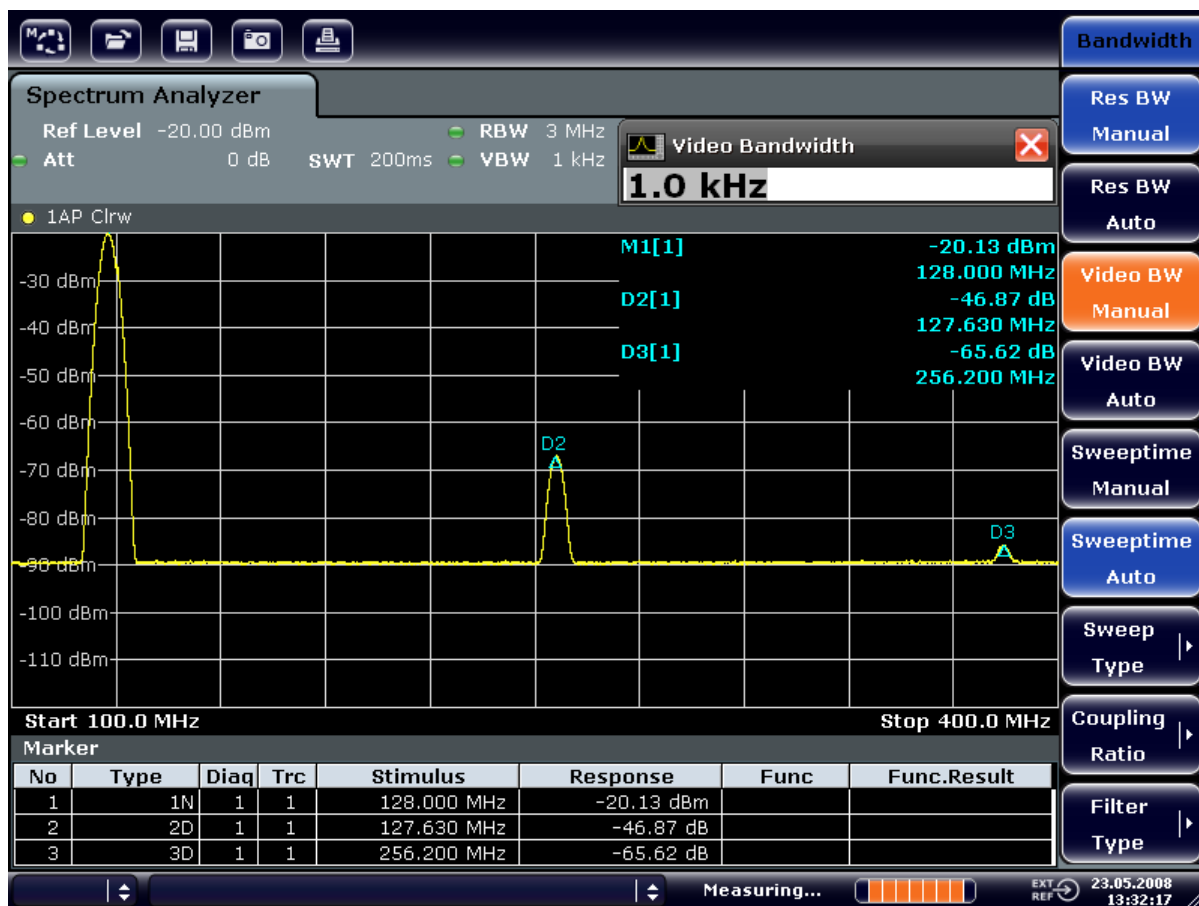 Bandwidth
Spectrum Analyzer
Ref Level -20.00 dBm RBW 3 MHz
Att 0 dB SWT 200ms VBW 1 kHz
Video Bandwidth
1.0 kHz
1AP Clrw
M1[1] -20.13 dBm
128.000 MHz
D2[1] -46.87 dB
127.630 MHz
D3[1] -65.62 dB
256.200 MHz
-30 dBm
-40 dBm
-50 dBm
-60 dBm
-70 dBm
-80 dBm
-90 dBm
-100 dBm
-110 dBm
D2
D3
Start 100.0 MHz Stop 400.0 MHz
Marker
No Type Diaq Trc Stimulus Response Func Func.Result
1 1N 1 1 128.000 MHz -20.13 dBm
2 2D 1 1 127.630 MHz -46.87 dB
3 3D 1 1 256.200 MHz -65.62 dB
Res BW
Manual
Res BW
Auto
Video BW
Manual
Video BW
Auto
Sweeptime
Manual
Sweeptime
Auto
Sweep
Type
Coupling
Ratio
Filter
Type
Measuring...
EXT
REF
23.05.2008
13:32:17
M